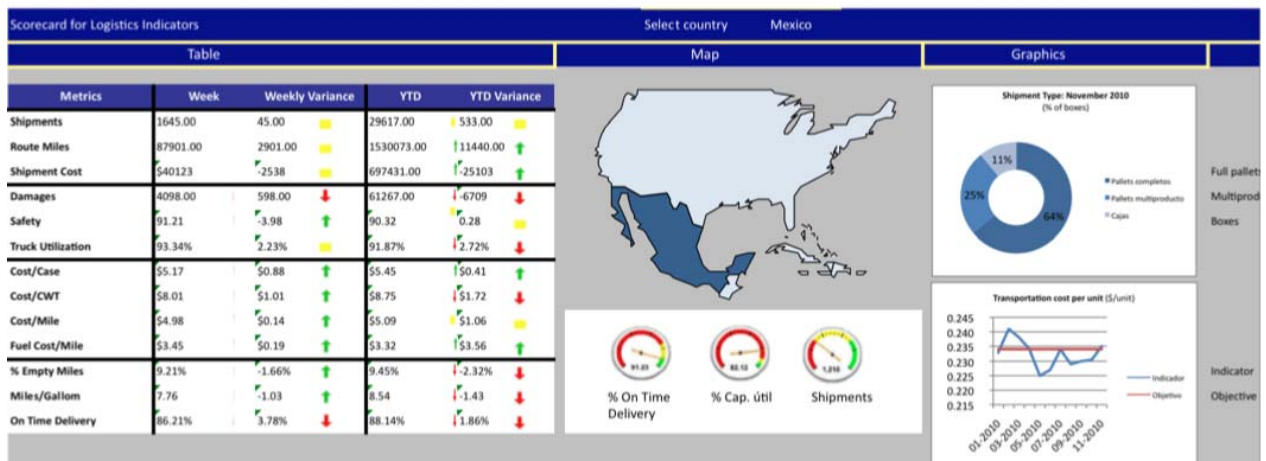 Scorecard for Logistics Indicators Select country Mexico
Table Map Graphics
Metrics Week Weekly Variance YTD YTD Variance
Shipments 1645.00 45.00 29617.00 533.00
Route Miles 87901.00 2901.00 1530073.00 11440.00
Shipment Cost $40123 -2538 697431.00 -25103
Damages 4098.00 598.00 61267.00 -6709
Safety 91.21 -3.98 90.32 0.28
Truck Utilization 93.34% 2.23% 91.87% 2.72%
Cost/Case $5.17 $0.88 $5.45 $0.41
Cost/CWT $8.01 $1.01 $8.75 $1.72
Cost/Mile $4.98 $0.14 $5.09 $1.06
Fuel Cost/Mile $3.45 $0.19 $3.32 $3.56
% Empty Miles 9.21% -1.66% 9.45% -2.32%
Miles/Gallom 7.76 -1.03 8.54 -1.43
On Time Delivery 86.21% 3.78% 88.14% 1.86%
% On Time
Delivery
% Cap. útil
Shipments
Shipment Type: November 2010
(% of boxes)
11%
25%
64%
Pallets completos
Pallets multiproducto
Cajas
Full pallets
Multiprod
Boxes
Transportation cost per unit ($/unit)
0.245
0.240
0.235
0.230
0.225
0.220
0.215
01-2010
03-2010
05-2010
07-2010
09-2010
11-2010
Indicador
Objetivo
Indicator
Objective